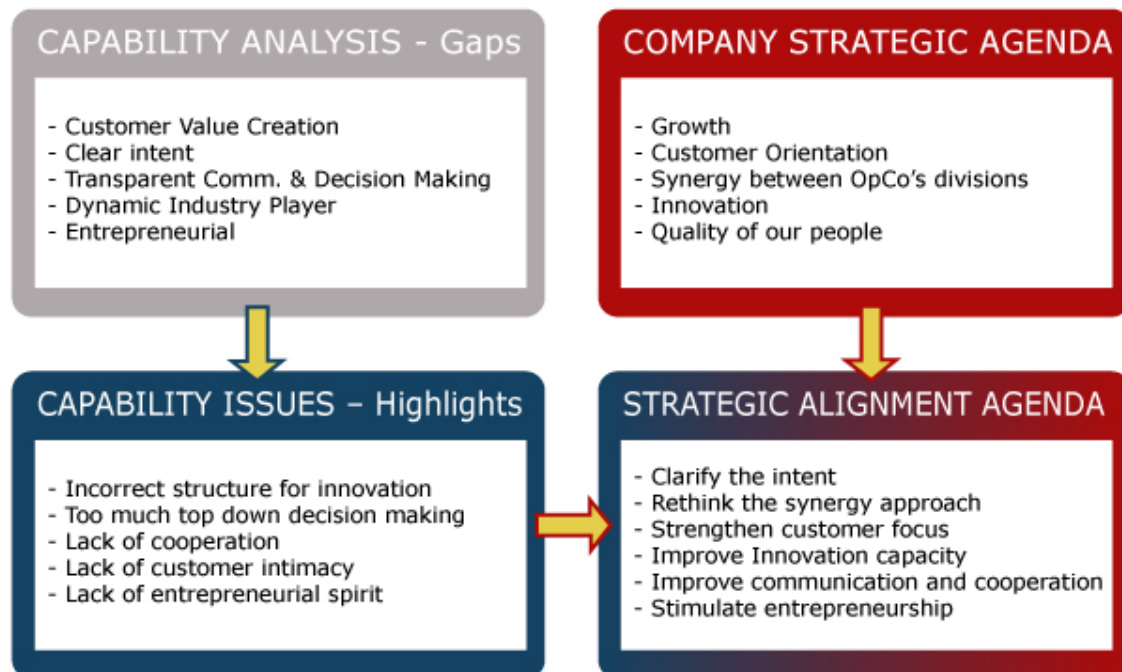 CAPABILITY ANALYSIS - Gaps
- Customer Value Creation
- Clear intent
- Transparent Comm. & Decision Making
- Dynamic Industry Player
- Entrepreneurial
COMPANY STRATEGIC AGENDA
- Growth
- Customer Orientation
- Synergy between OpCo's divisions
- Innovation
- Quality of our people
CAPABILITY ISSUES – Highlights
- Incorrect structure for innovation
- Too much top down decision making
- Lack of cooperation
- Lack of customer intimacy
- Lack of entrepreneurial spirit
STRATEGIC ALIGNMENT AGENDA
- Clarify the intent
- Rethink the synergy approach
- Strengthen customer focus
- Improve Innovation capacity
- Improve communication and cooperation
- Stimulate entrepreneurship